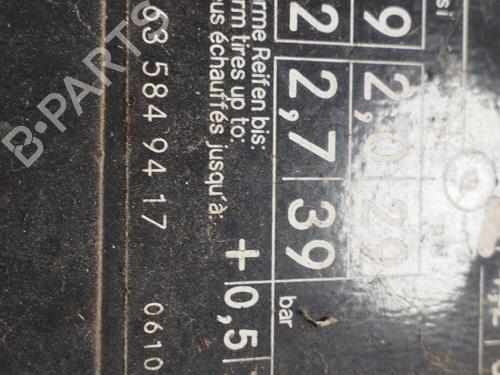 si
9 2,0 29
2 2,7 39 bar
rme Reifen bis:
rm tires up to:
us échauffés jusqu'à:
+0,5
63 584 94 17 0610
B-PARTS